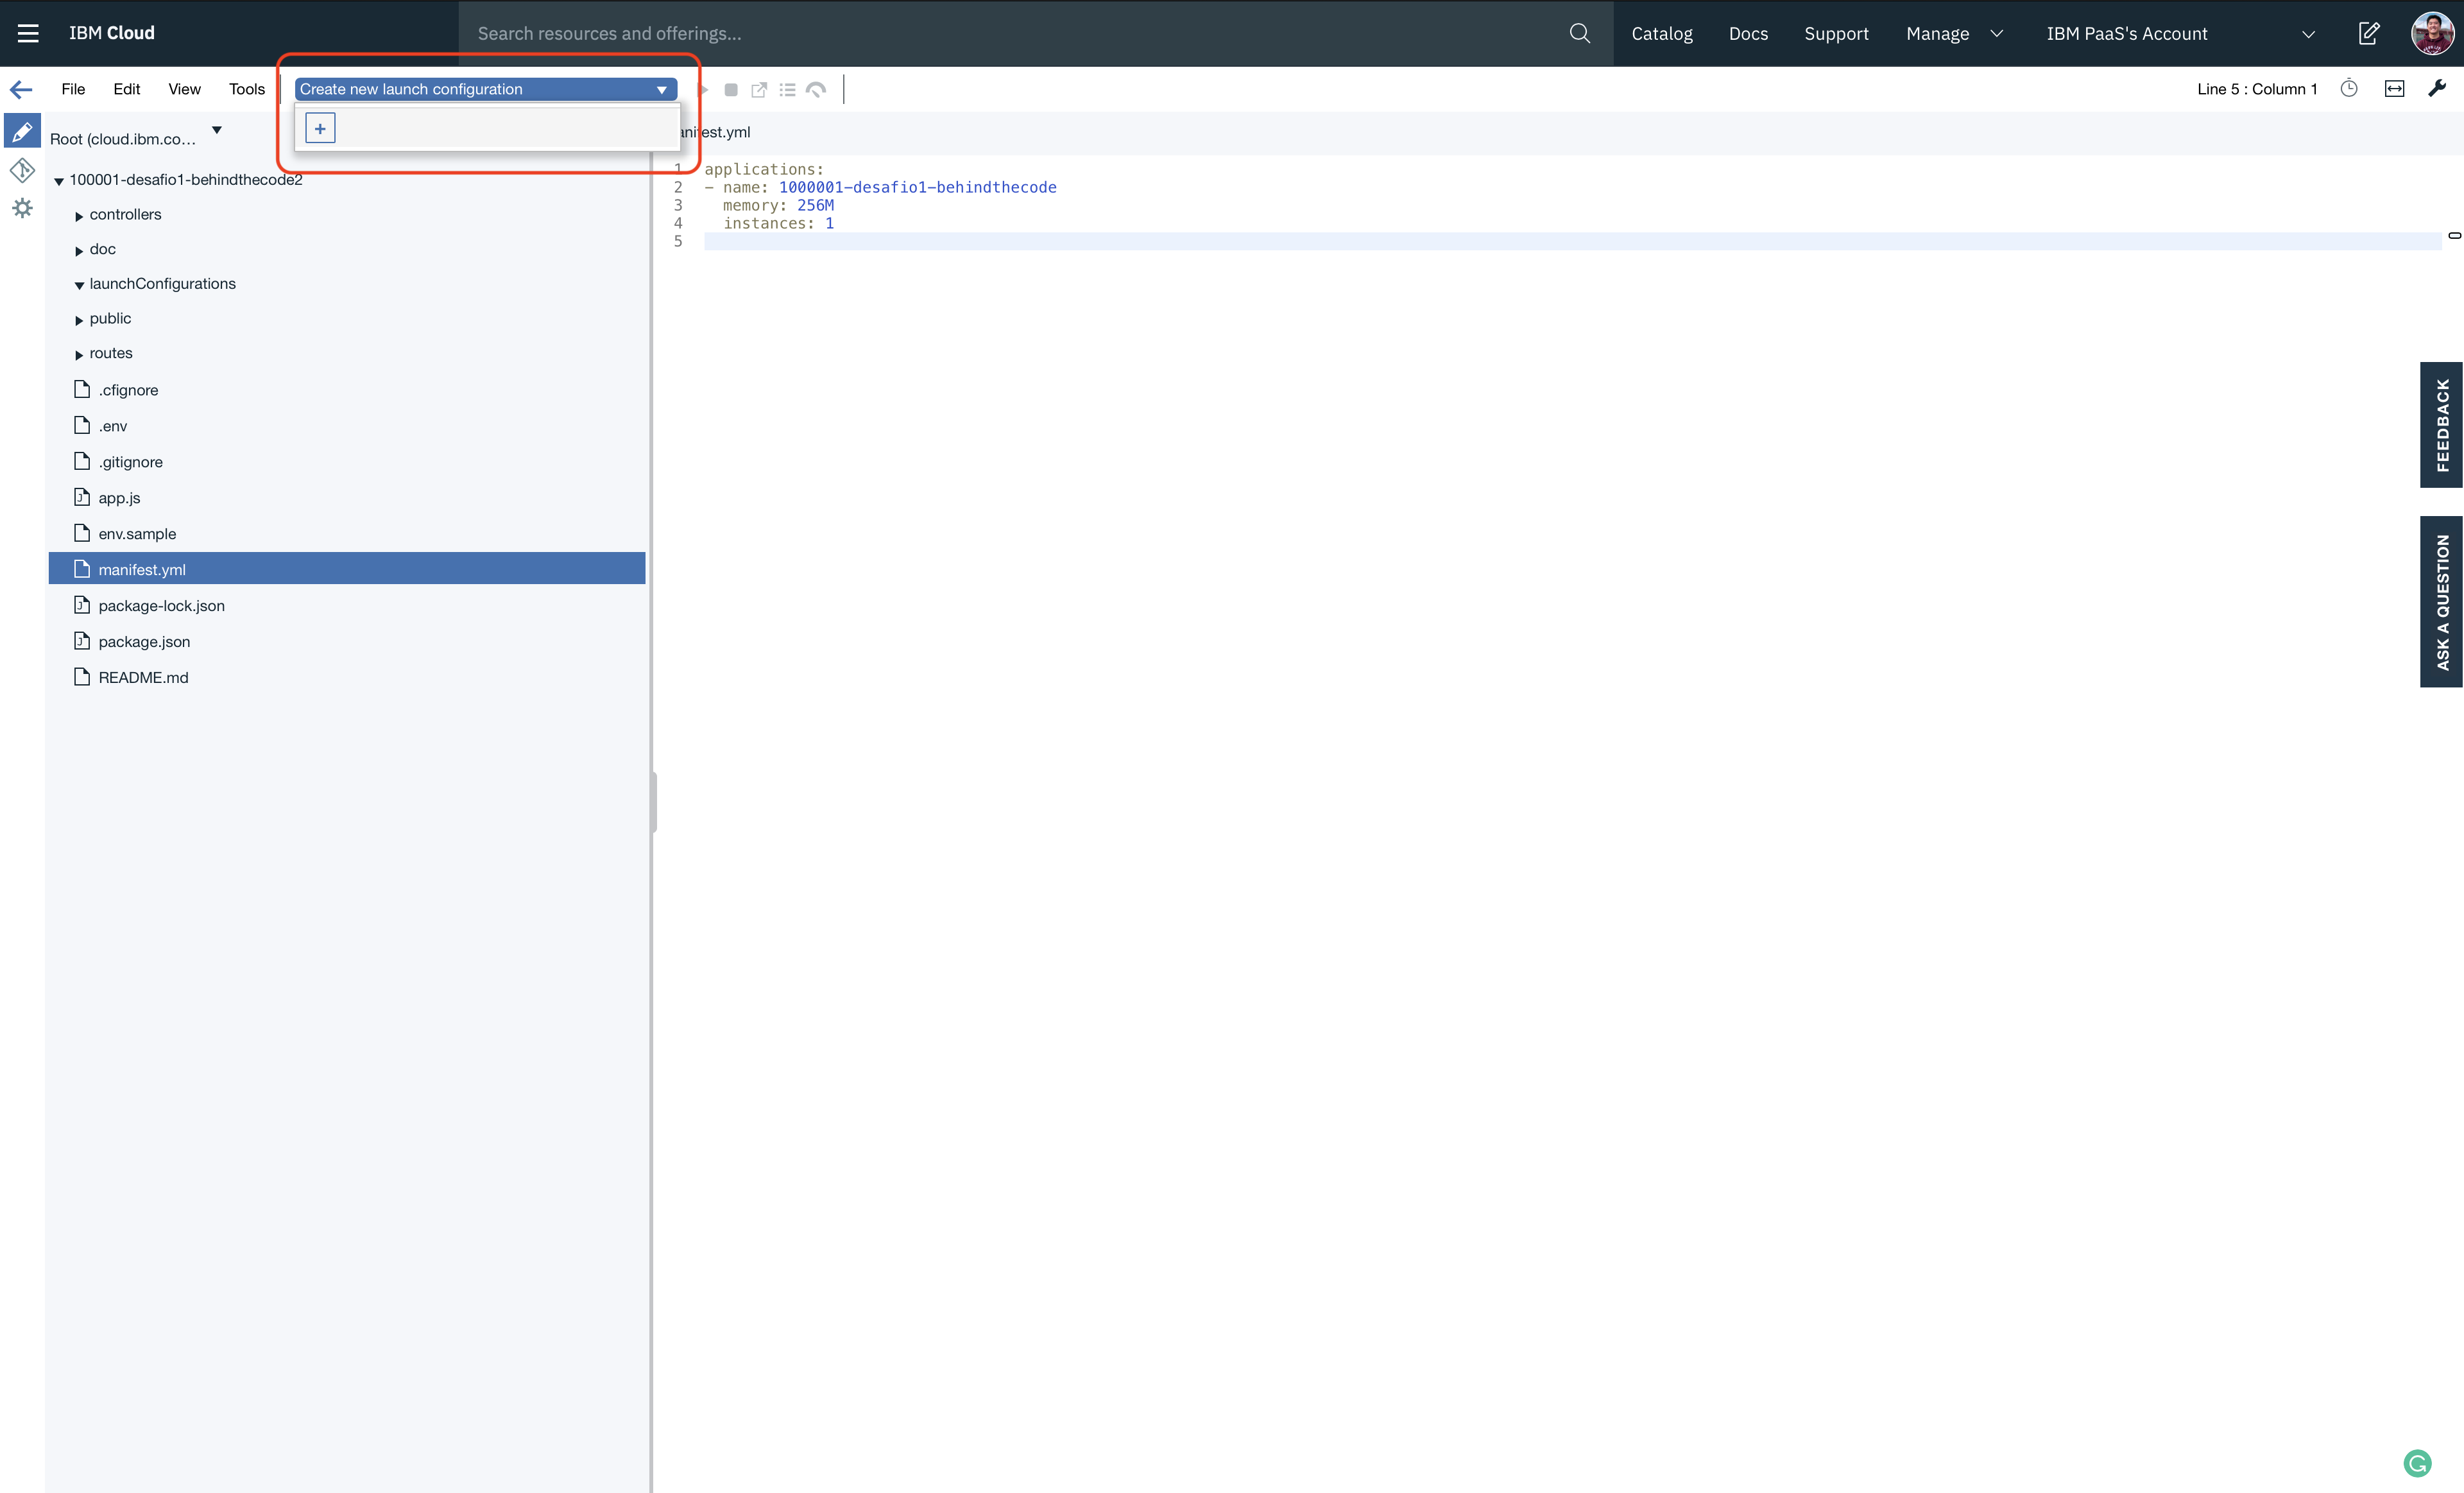 IBM Cloud
Search resources and offerings...
Catalog
Docs
Support
Manage
IBM PaaS's Account
File
Edit
View
Tools
Create new launch configuration
Line 5 : Column 1
+
Root (cloud.ibm.co...
anifest.yml
100001-desafio1-behindthecode2
controllers
doc
launchConfigurations
public
routes
.cfignore
.env
.gitignore
app.js
env.sample
manifest.yml
package-lock.json
package.json
README.md
1 applications:
2 - name: 1000001-desafio1-behindthecode
3 memory: 256M
4 instances: 1
5
FEEDBACK
ASK A QUESTION